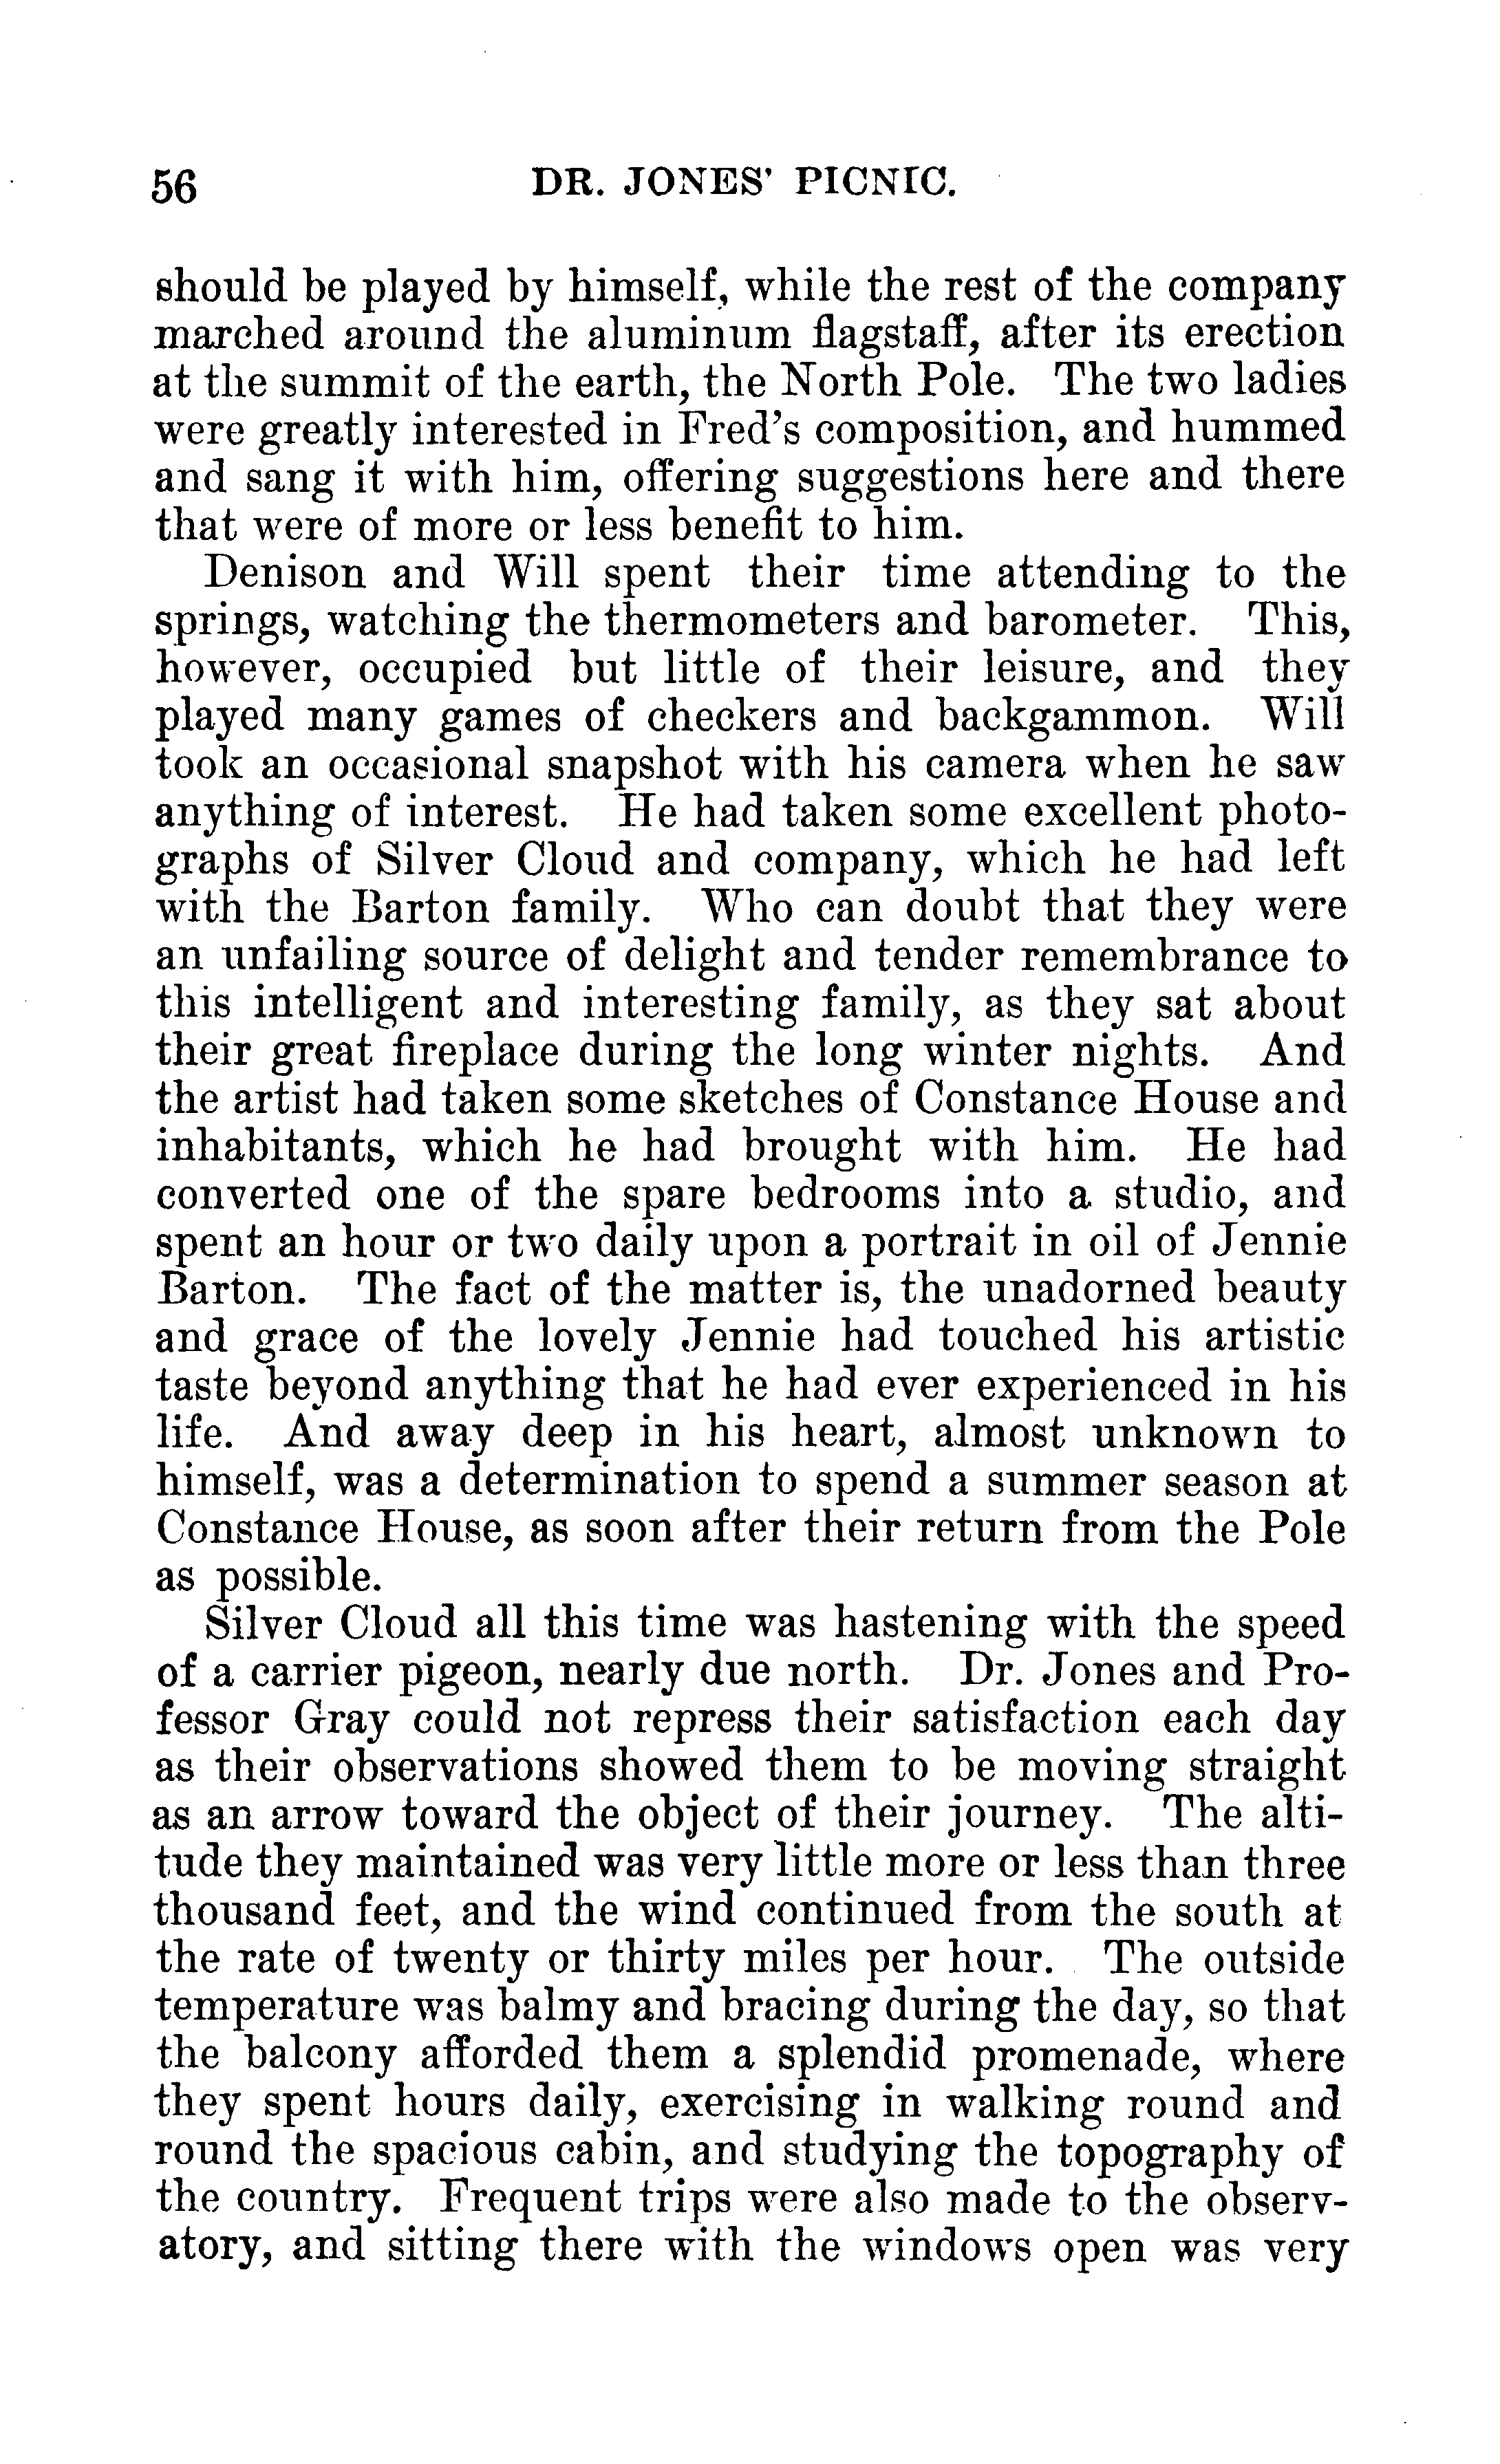 56 DR. JONES' PICNIC.
should be played by himself, while the rest of the company
marched around the aluminum flagstaff, after its erection
at the summit of the earth, the North Pole. The two ladies
were greatly interested in Fred's composition, and hummed
and sang it with him, offering suggestions here and there
that were of more or less benefit to him.
Denison and Will spent their time attending to the
springs, watching the thermometers and barometer. This,
however, occupied but little of their leisure, and they
played many games of checkers and backgammon. Will
took an occasional snapshot with his camera when he saw
anything of interest. He had taken some excellent photo-
graphs of Silver Cloud and company, which he had left
with the Barton family. Who can doubt that they were
an unfailing source of delight and tender remembrance to
this intelligent and interesting family, as they sat about
their great fireplace during the long winter nights. And
the artist had taken some sketches of Constance House and
inhabitants, which he had brought with him. He had
converted one of the spare bedrooms into a studio, and
spent an hour or two daily upon a portrait in oil of Jennie
Barton. The fact of the matter is, the unadorned beauty
and grace of the lovely Jennie had touched his artistic
taste beyond anything that he had ever experienced in his
life. And away deep in his heart, almost unknown to
himself, was a determination to spend a summer season at
Constance House, as soon after their return from the Pole
as possible.
Silver Cloud all this time was hastening with the speed
of a carrier pigeon, nearly due north. Dr. Jones and Pro-
fessor Gray could not repress their satisfaction each day
as their observations showed them to be moving straight
as an arrow toward the object of their journey. The alti-
tude they maintained was very little more or less than three
thousand feet, and the wind continued from the south at
the rate of twenty or thirty miles per hour. The outside
temperature was balmy and bracing during the day, so that
the balcony afforded them a splendid promenade, where
they spent hours daily, exercising in walking round and
round the spacious cabin, and studying the topography of
the country. Frequent trips were also made to the observ-
atory, and sitting there with the windows open was very